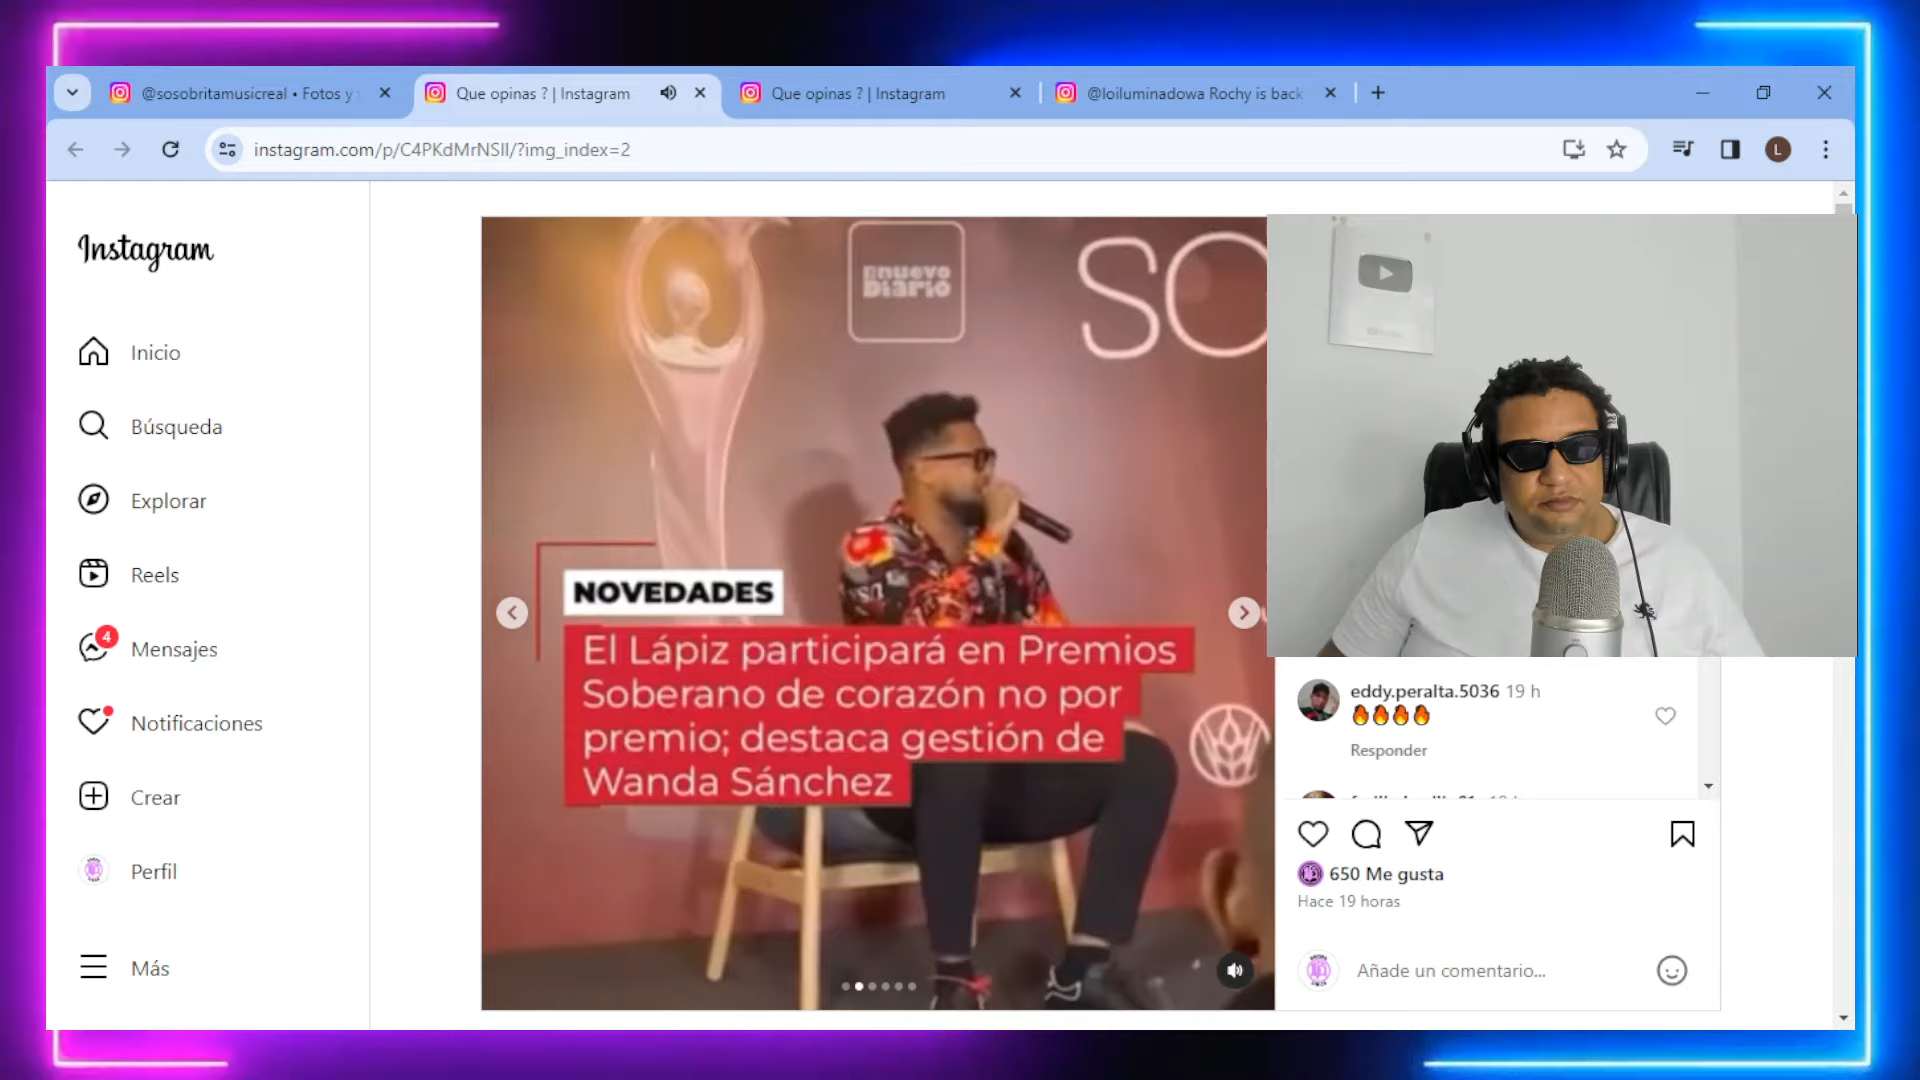 @sosobritamusicreal • Fotos y
Que opinas ? | Instagram
Que opinas ? | Instagram
@loiluminadowa Rochy is back
instagram.com/p/C4PKdMrNSII/?img_index=2
L
Instagram
Inicio
Búsqueda
Explorar
Reels
4
Mensajes
Notificaciones
Crear
Perfil
Más
nuevo
Diario
SO
NOVEDADES
El Lápiz participará en Premios
Soberano de corazón no por
premio; destaca gestión de
Wanda Sánchez
eddy.peralta.5036 19 h
🔥🔥🔥🔥
Responder
650 Me gusta
Hace 19 horas
Añade un comentario...